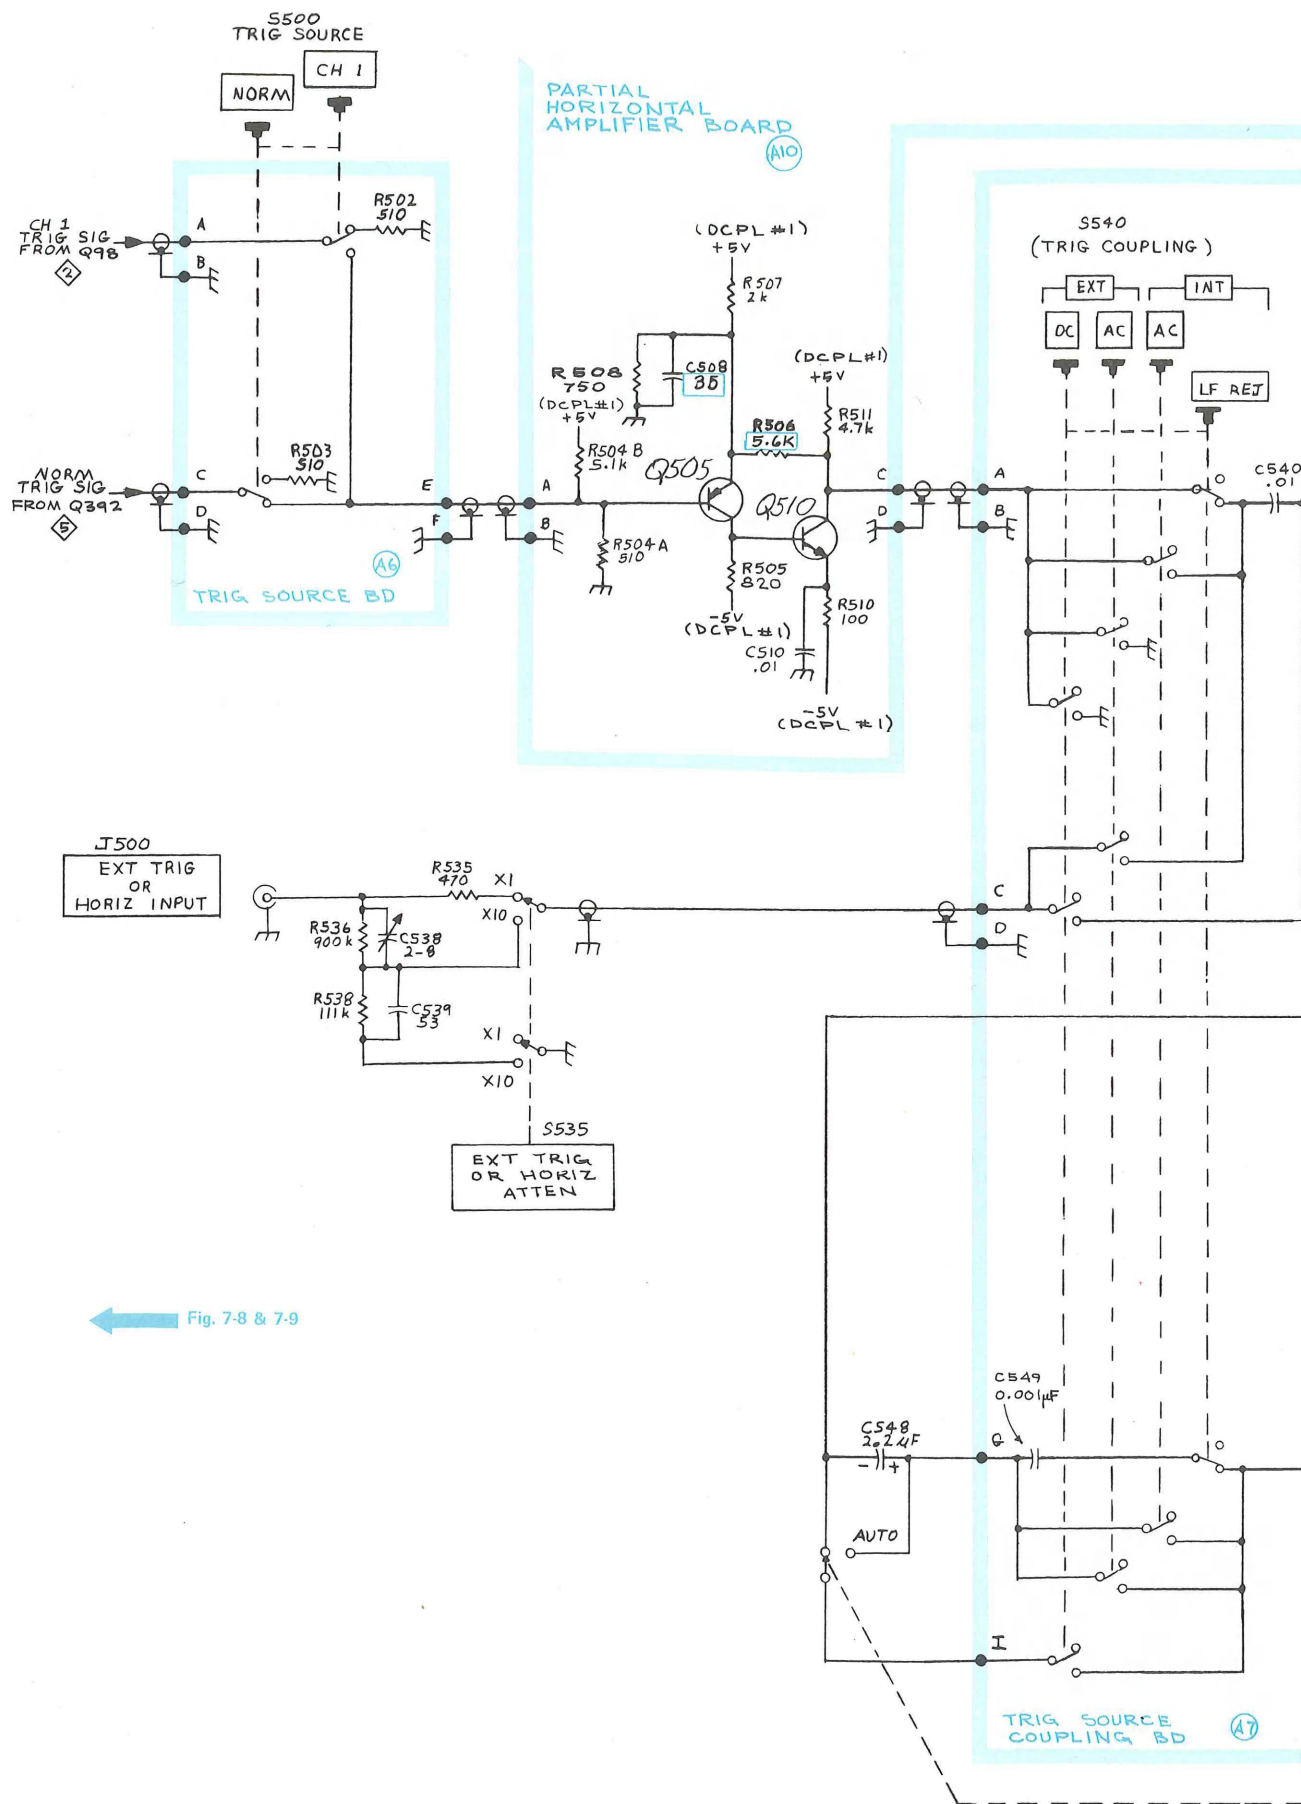 S500
TRIG SOURCE
CH 1
NORM
PARTIAL
HORIZONTAL
AMPLIFIER BOARD
A10
R502
510
CH 1
TRIG SIG
FROM Q98
2
A
B
(DCPL #1)
+5V
R507
2k
S540
(TRIG COUPLING)
EXT
INT
DC
AC
AC
LF REJ
R508
750
C508
35
(DCPL #1)
+5V
(DCPL#1)
+5V
R504B
5.1k
R506
5.6K
R511
4.7k
Q505
Q510
R503
510
NORM
TRIG SIG
FROM Q392
5
C
D
E
F
A
B
C
D
A
B
C540
.01
R504A
510
R505
820
-5V
(DCPL #1)
R510
100
C510
.01
-5V
(DCPL #1)
A6
TRIG SOURCE BD
J500
EXT TRIG
OR
HORIZ INPUT
R535
470
X1
X10
R536
900k
C538
2-8
R538
111k
C539
53
X1
X10
C
D
S535
EXT TRIG
OR HORIZ
ATTEN
Fig. 7-8 & 7-9
C549
0.001µF
C548
2.2µF
-
+
G
AUTO
I
TRIG SOURCE
COUPLING BD
A7